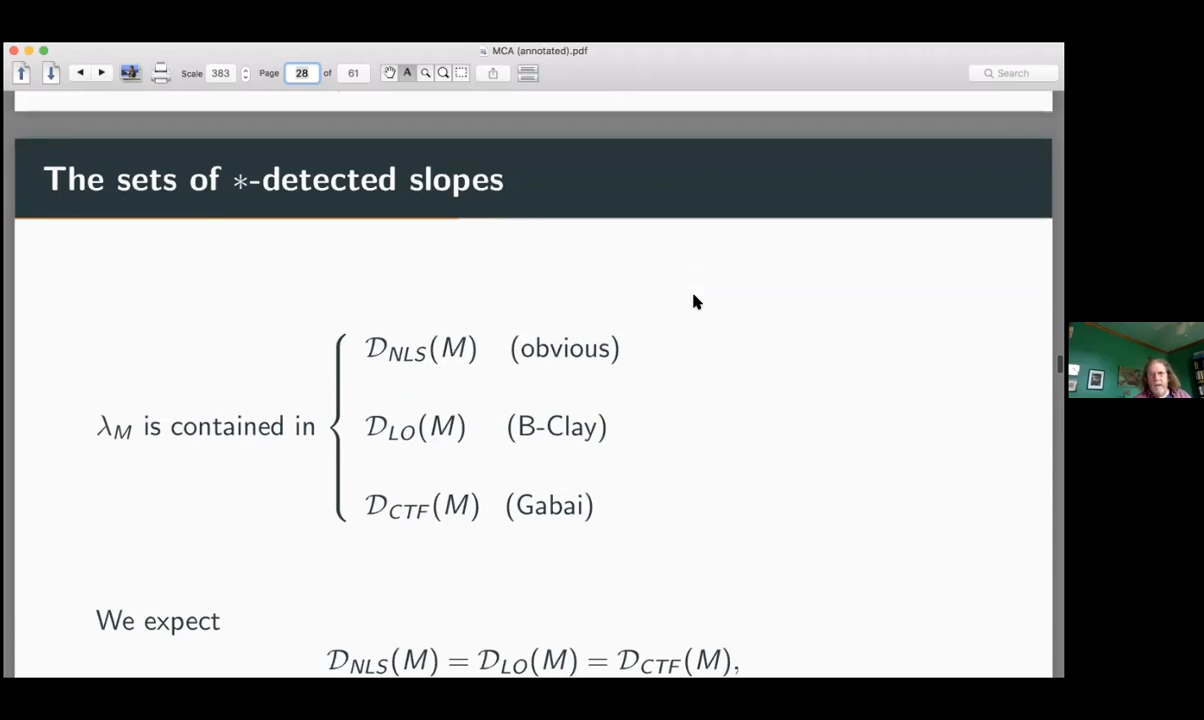 MCA (annotated).pdf
Scale 383 Page 28 of 61 A Search
The sets of ∗-detected slopes
𝒟_NLS(M) (obvious)
λ_M is contained in { 𝒟_LO(M) (B-Clay)
𝒟_CTF(M) (Gabai)
We expect
𝒟_NLS(M) = 𝒟_LO(M) = 𝒟_CTF(M),